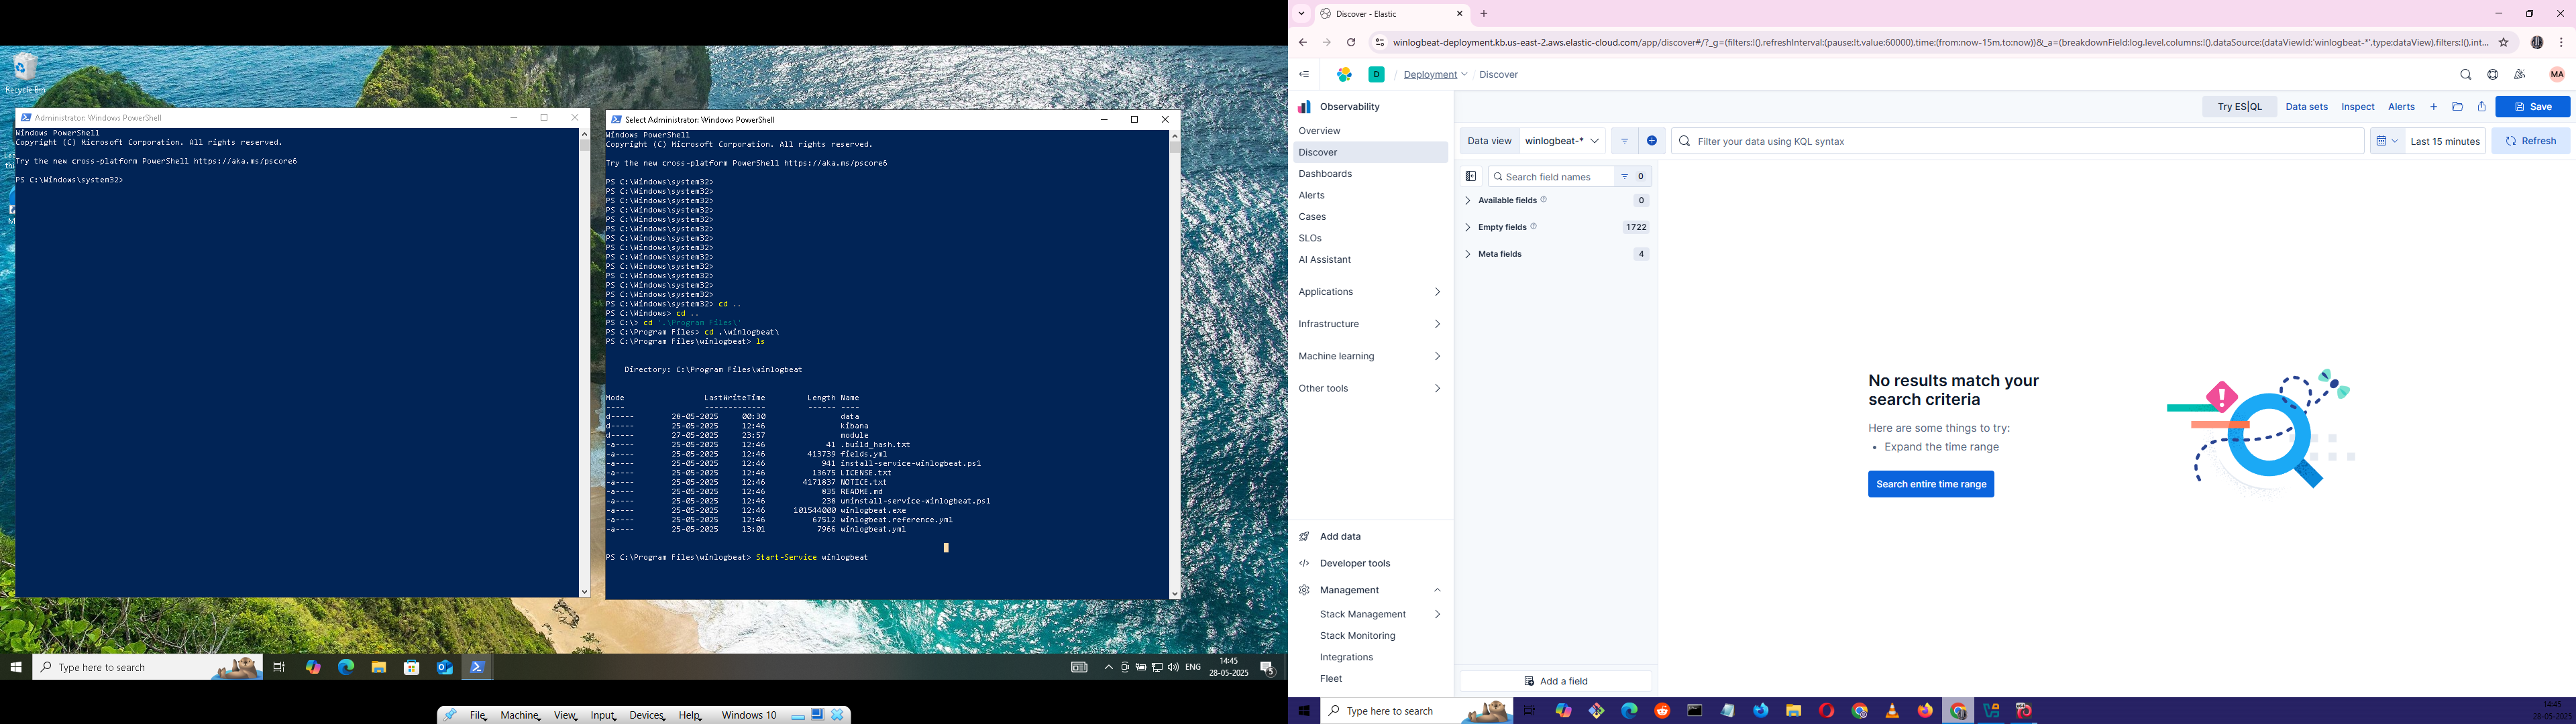 Recycle Bin
Administrator: Windows PowerShell
Windows PowerShell
Copyright (C) Microsoft Corporation. All rights reserved.
Try the new cross-platform PowerShell https://aka.ms/pscore6
PS C:\Windows\system32>
Select Administrator: Windows PowerShell
Windows PowerShell
Copyright (C) Microsoft Corporation. All rights reserved.
Try the new cross-platform PowerShell https://aka.ms/pscore6
PS C:\Windows\system32>
PS C:\Windows\system32>
PS C:\Windows\system32>
PS C:\Windows\system32>
PS C:\Windows\system32>
PS C:\Windows\system32>
PS C:\Windows\system32>
PS C:\Windows\system32>
PS C:\Windows\system32>
PS C:\Windows\system32>
PS C:\Windows\system32>
PS C:\Windows\system32>
PS C:\Windows\system32>
PS C:\Windows\system32> cd ..
PS C:\Windows> cd ..
PS C:\> cd '.\Program Files\'
PS C:\Program Files> cd .\winlogbeat\
PS C:\Program Files\winlogbeat> ls
Directory: C:\Program Files\winlogbeat
Mode LastWriteTime Length Name
---- ------------- ------ ----
d----- 28-05-2025 00:30 data
d----- 25-05-2025 12:46 kibana
d----- 27-05-2025 23:57 module
-a---- 25-05-2025 12:46 41 .build_hash.txt
-a---- 25-05-2025 12:46 413739 fields.yml
-a---- 25-05-2025 12:46 941 install-service-winlogbeat.ps1
-a---- 25-05-2025 12:46 13675 LICENSE.txt
-a---- 25-05-2025 12:46 4171837 NOTICE.txt
-a---- 25-05-2025 12:46 835 README.md
-a---- 25-05-2025 12:46 238 uninstall-service-winlogbeat.ps1
-a---- 25-05-2025 12:46 101544000 winlogbeat.exe
-a---- 25-05-2025 12:46 67512 winlogbeat.reference.yml
-a---- 25-05-2025 13:01 7966 winlogbeat.yml
PS C:\Program Files\winlogbeat> Start-Service winlogbeat
Type here to search
ENG
14:45
28-05-2025
5
File Machine View Input Devices Help Windows 10
Discover - Elastic
winlogbeat-deployment.kb.us-east-2.aws.elastic-cloud.com/app/discover#/?_g=(filters:!(),refreshInterval:(pause:!t,value:60000),time:(from:now-15m,to:now))&_a=(breakdownField:log.level,columns:!(),dataSource:(dataViewId:'winlogbeat-*',type:dataView),filters:!(),int...
D / Deployment / Discover
MA
Observability
Overview
Discover
Dashboards
Alerts
Cases
SLOs
AI Assistant
Applications
Infrastructure
Machine learning
Other tools
Add data
Developer tools
Management
Stack Management
Stack Monitoring
Integrations
Fleet
Try ES|QL
Data sets
Inspect
Alerts
Save
Data view
winlogbeat-*
Filter your data using KQL syntax
Last 15 minutes
Refresh
Search field names
0
Available fields 0
Empty fields 1722
Meta fields 4
Add a field
No results match your
search criteria
Here are some things to try:
• Expand the time range
Search entire time range
Type here to search
14:45